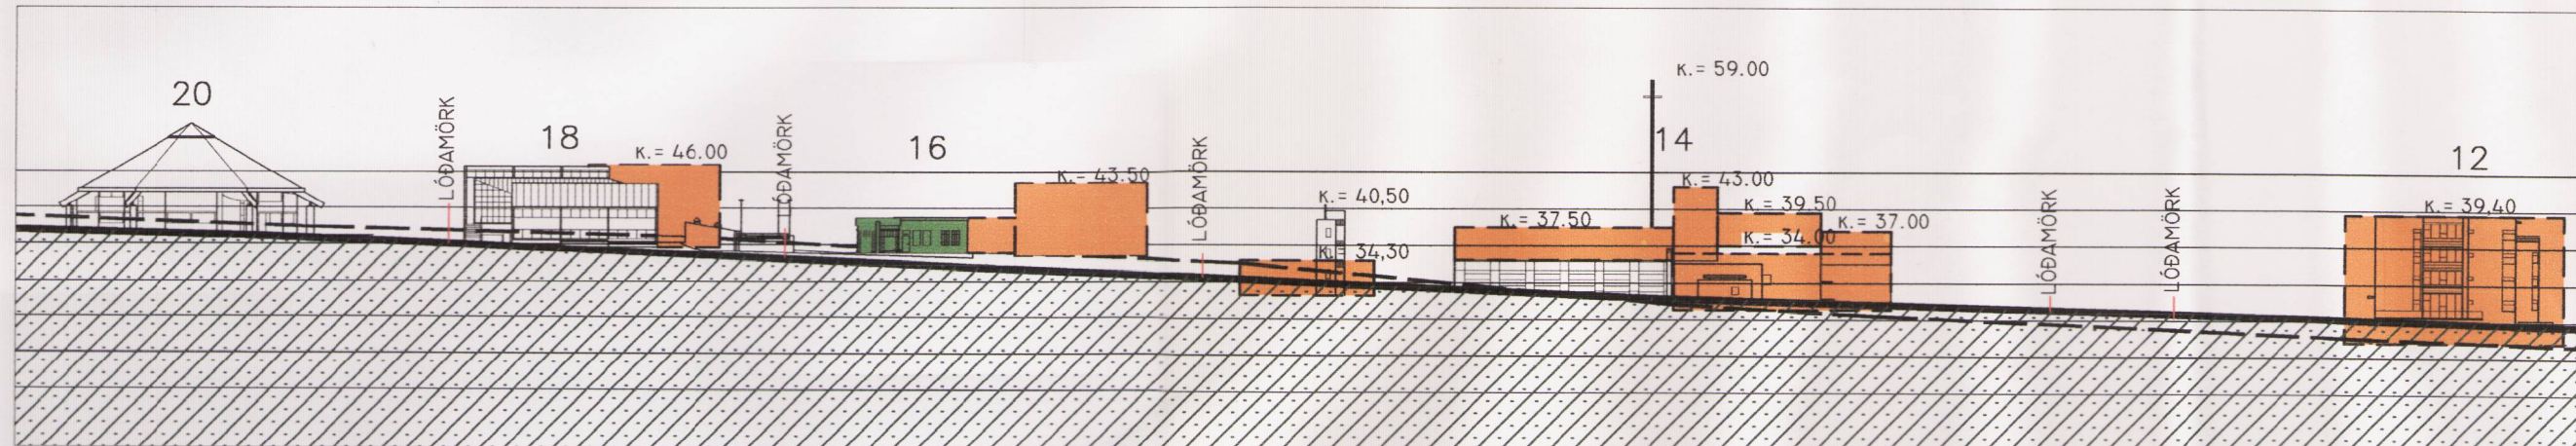 20
LÓÐAMÖRK
18
K.= 46.00
LÓÐAMÖRK
16
K.= 43.50
LÓÐAMÖRK
K.= 40,50
K.= 34,30
K.= 37.50
K.= 59.00
14
K.= 43.00
K.= 39.50
K.= 34.00
K.= 37.00
LÓÐAMÖRK
LÓÐAMÖRK
12
K.= 39,40